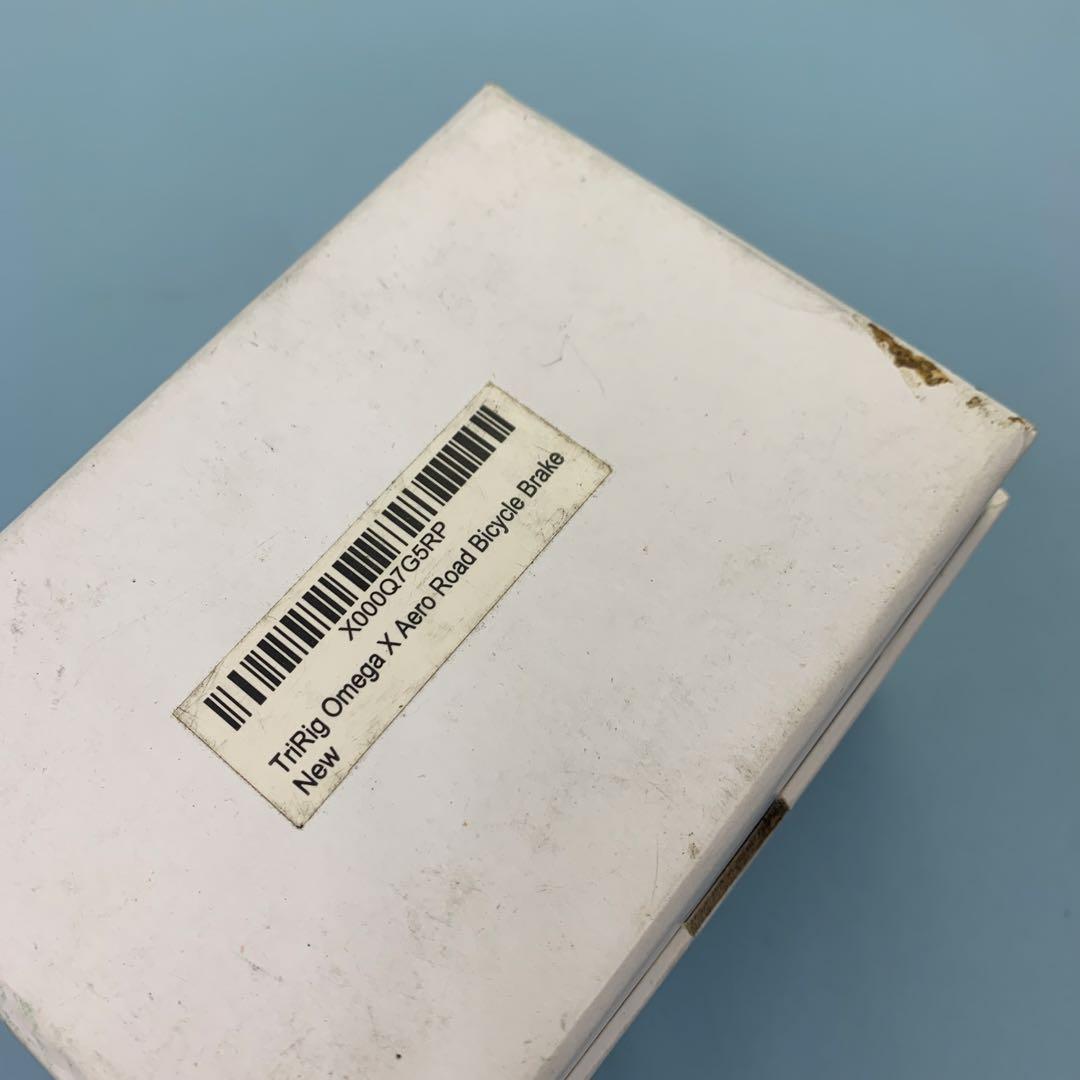 X000Q7G5RP
TriRig Omega X Aero Road Bicycle Brake
New